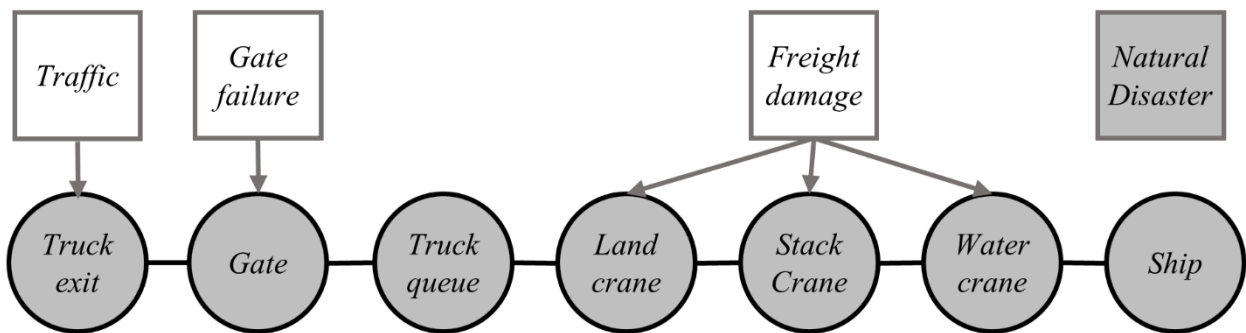 Traffic
Gate
failure
Freight
damage
Natural
Disaster
Truck
exit
Gate
Truck
queue
Land
crane
Stack
Crane
Water
crane
Ship